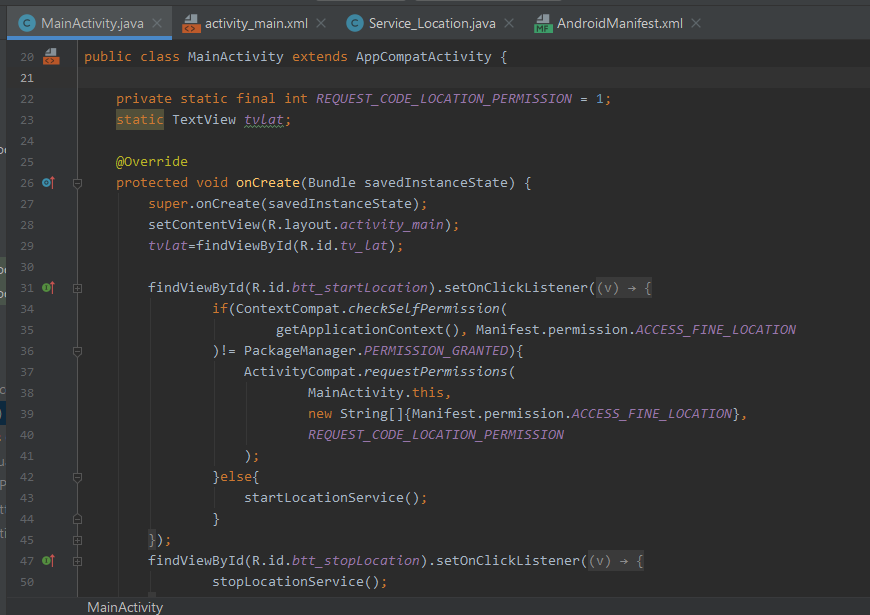 MainActivity.java activity_main.xml Service_Location.java AndroidManifest.xml
20 public class MainActivity extends AppCompatActivity {
21
22 private static final int REQUEST_CODE_LOCATION_PERMISSION = 1;
23 static TextView tvlat;
24
25 @Override
26 protected void onCreate(Bundle savedInstanceState) {
27 super.onCreate(savedInstanceState);
28 setContentView(R.layout.activity_main);
29 tvlat=findViewById(R.id.tv_lat);
30
31 findViewById(R.id.btt_startLocation).setOnClickListener((v) → {
34 if(ContextCompat.checkSelfPermission(
35 getApplicationContext(), Manifest.permission.ACCESS_FINE_LOCATION
36 )!= PackageManager.PERMISSION_GRANTED){
37 ActivityCompat.requestPermissions(
38 MainActivity.this,
39 new String[]{Manifest.permission.ACCESS_FINE_LOCATION},
40 REQUEST_CODE_LOCATION_PERMISSION
41 );
42 }else{
43 startLocationService();
44 }
45 });
47 findViewById(R.id.btt_stopLocation).setOnClickListener((v) → {
50 stopLocationService();
MainActivity